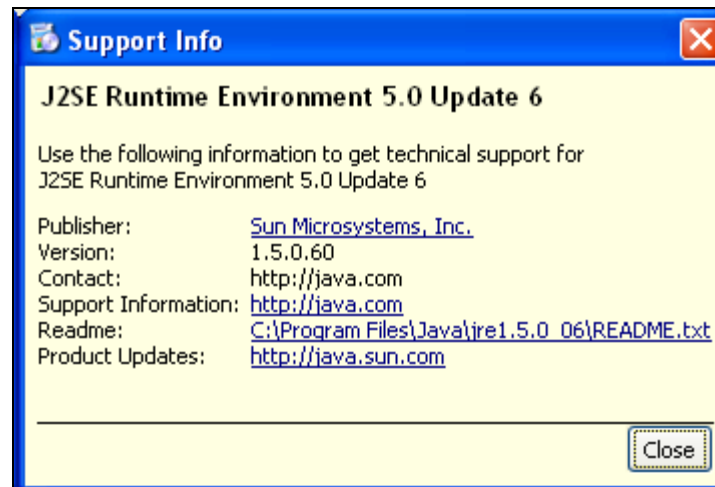 Support Info
J2SE Runtime Environment 5.0 Update 6
Use the following information to get technical support for
J2SE Runtime Environment 5.0 Update 6
Publisher: Sun Microsystems, Inc.
Version: 1.5.0.60
Contact: http://java.com
Support Information: http://java.com
Readme: C:\Program Files\Java\jre1.5.0_06\README.txt
Product Updates: http://java.sun.com
Close